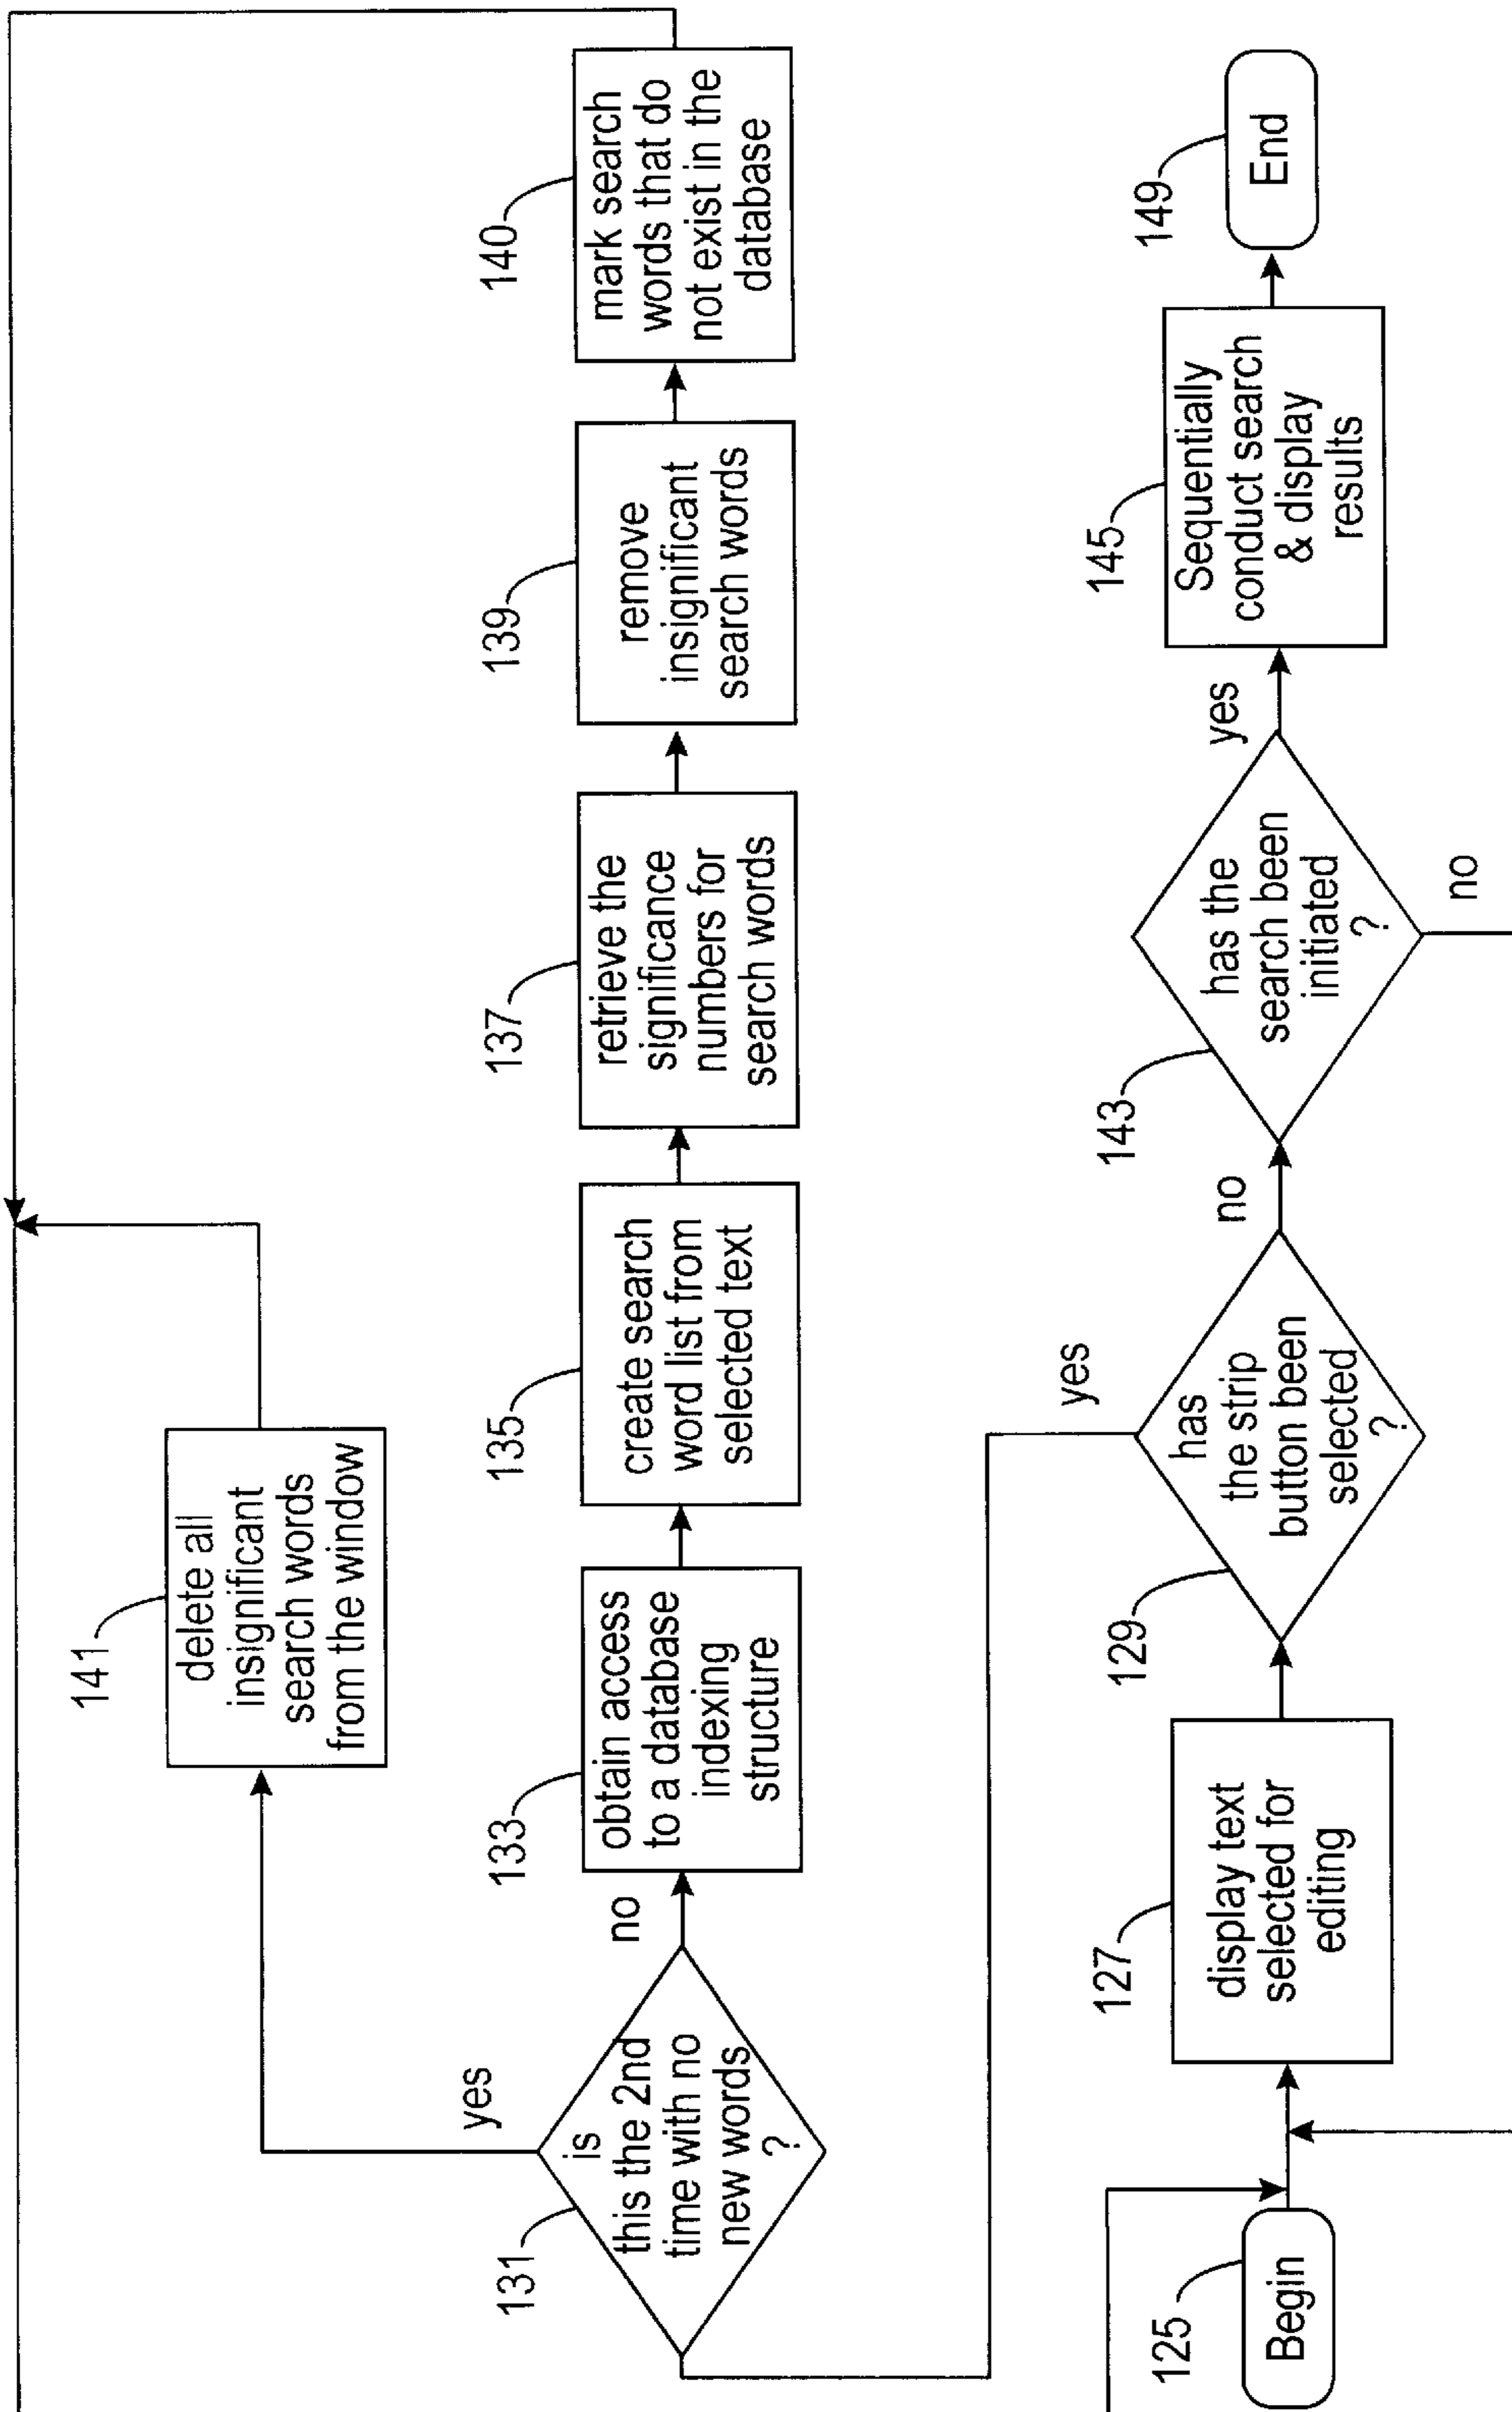 141
delete all
insignificant
search words
from the window
131
is
this the 2nd
time with no
new words
?
yes
no
133
obtain access
to a database
indexing
structure
135
create search
word list from
selected text
137
retrieve the
significance
numbers for
search words
139
remove
insignificant
search words
140
mark search
words that do
not exist in the
database
125
Begin
127
display text
selected for
editing
129
has
the strip
button been
selected
?
yes
no
143
has the
search been
initiated
?
yes
no
145
Sequentially
conduct search
& display
results
149
End